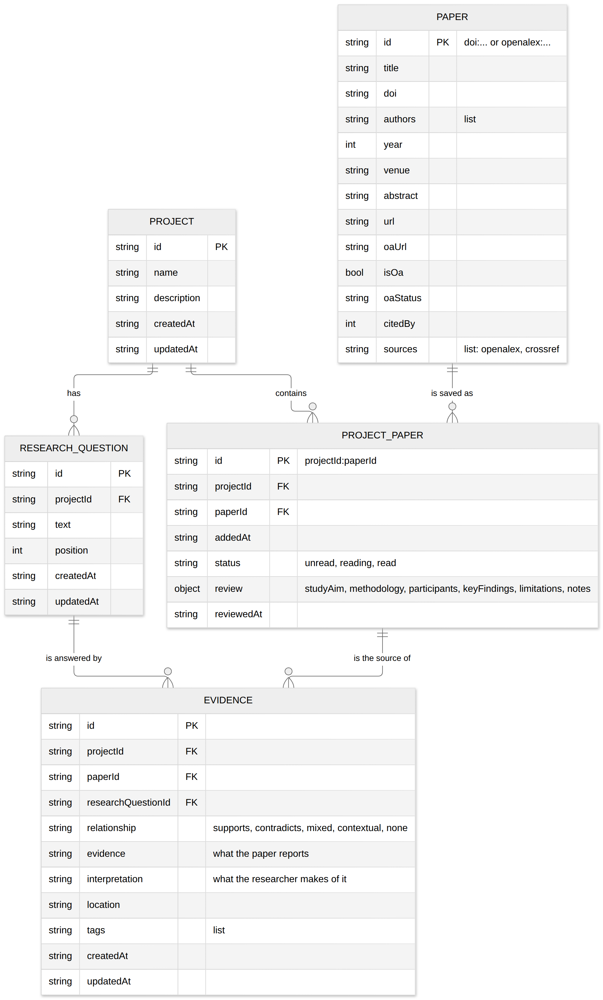 PAPER
string id PK doi:... or openalex:...
string title
string doi
string authors list
int year
string venue
string abstract
string url
string oaUrl
bool isOa
string oaStatus
int citedBy
string sources list: openalex, crossref
PROJECT
string id PK
string name
string description
string createdAt
string updatedAt
has
contains
is saved as
RESEARCH_QUESTION
string id PK
string projectId FK
string text
int position
string createdAt
string updatedAt
PROJECT_PAPER
string id PK projectId:paperId
string projectId FK
string paperId FK
string addedAt
string status unread, reading, read
object review studyAim, methodology, participants, keyFindings, limitations, notes
string reviewedAt
is answered by
is the source of
EVIDENCE
string id PK
string projectId FK
string paperId FK
string researchQuestionId FK
string relationship supports, contradicts, mixed, contextual, none
string evidence what the paper reports
string interpretation what the researcher makes of it
string location
string tags list
string createdAt
string updatedAt